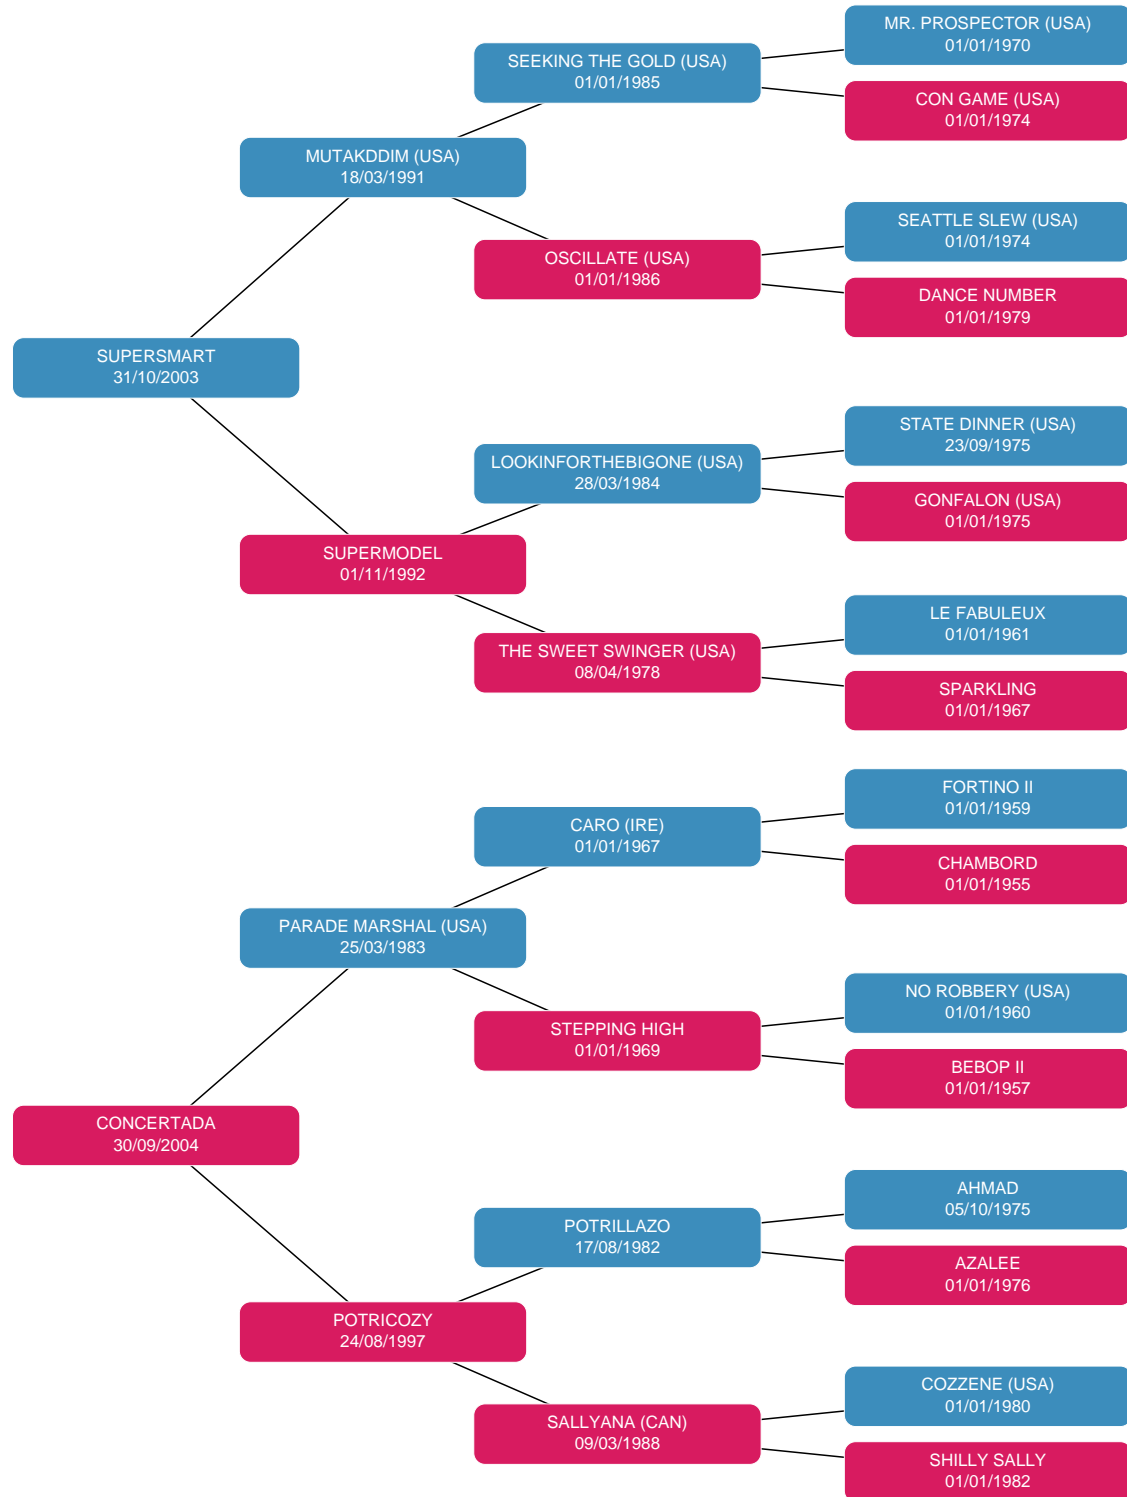 MR. PROSPECTOR (USA)
01/01/1970
SEEKING THE GOLD (USA)
01/01/1985
CON GAME (USA)
01/01/1974
MUTAKDDIM (USA)
18/03/1991
SEATTLE SLEW (USA)
01/01/1974
OSCILLATE (USA)
01/01/1986
DANCE NUMBER
01/01/1979
SUPERSMART
31/10/2003
STATE DINNER (USA)
23/09/1975
LOOKINFORTHEBIGONE (USA)
28/03/1984
GONFALON (USA)
01/01/1975
SUPERMODEL
01/11/1992
LE FABULEUX
01/01/1961
THE SWEET SWINGER (USA)
08/04/1978
SPARKLING
01/01/1967
FORTINO II
01/01/1959
CARO (IRE)
01/01/1967
CHAMBORD
01/01/1955
PARADE MARSHAL (USA)
25/03/1983
NO ROBBERY (USA)
01/01/1960
STEPPING HIGH
01/01/1969
BEBOP II
01/01/1957
CONCERTADA
30/09/2004
AHMAD
05/10/1975
POTRILLAZO
17/08/1982
AZALEE
01/01/1976
POTRICOZY
24/08/1997
COZZENE (USA)
01/01/1980
SALLYANA (CAN)
09/03/1988
SHILLY SALLY
01/01/1982